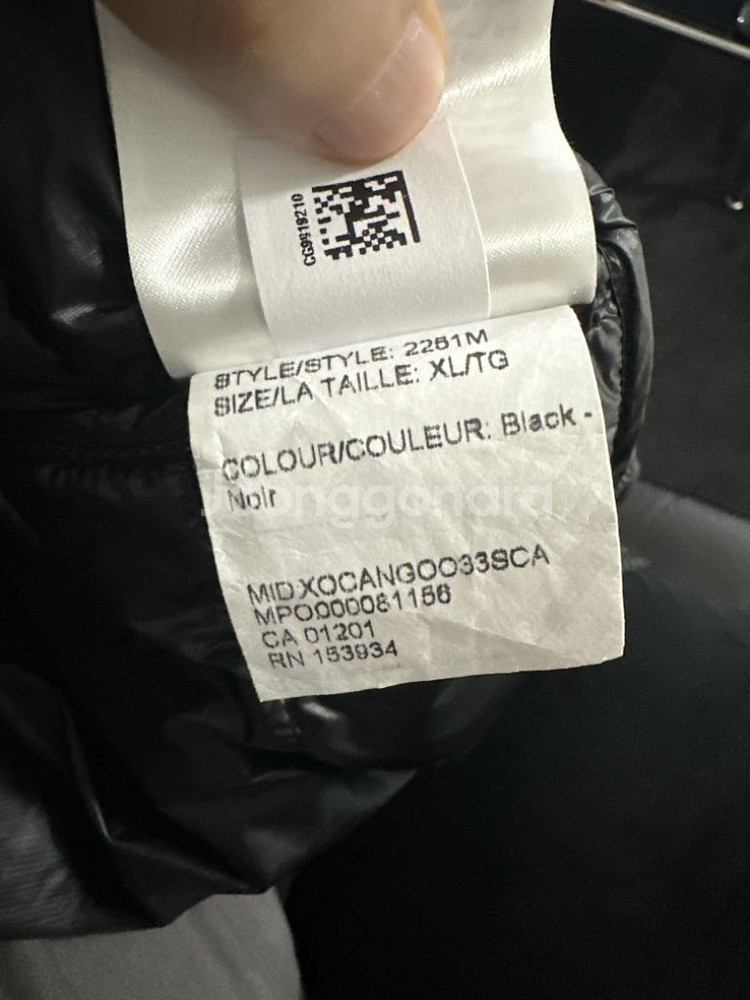 CG9919210
STYLE/STYLE: 2251M
SIZE/LA TAILLE: XL/TG
COLOUR/COULEUR: Black -
Noir
Joonggonara
MID XOCANGOO33SCA
MPO000081156
CA 01201
RN 153934